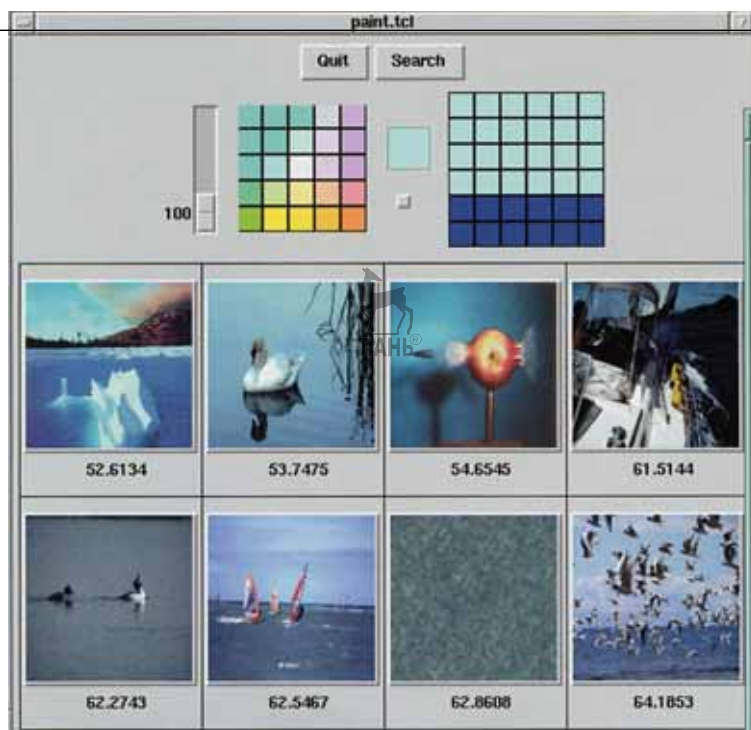 paint.tcl
Quit Search
100
ЛАНЬ®
52.6134 53.7475 54.6545 61.5144
62.2743 62.5467 62.8608 64.1853